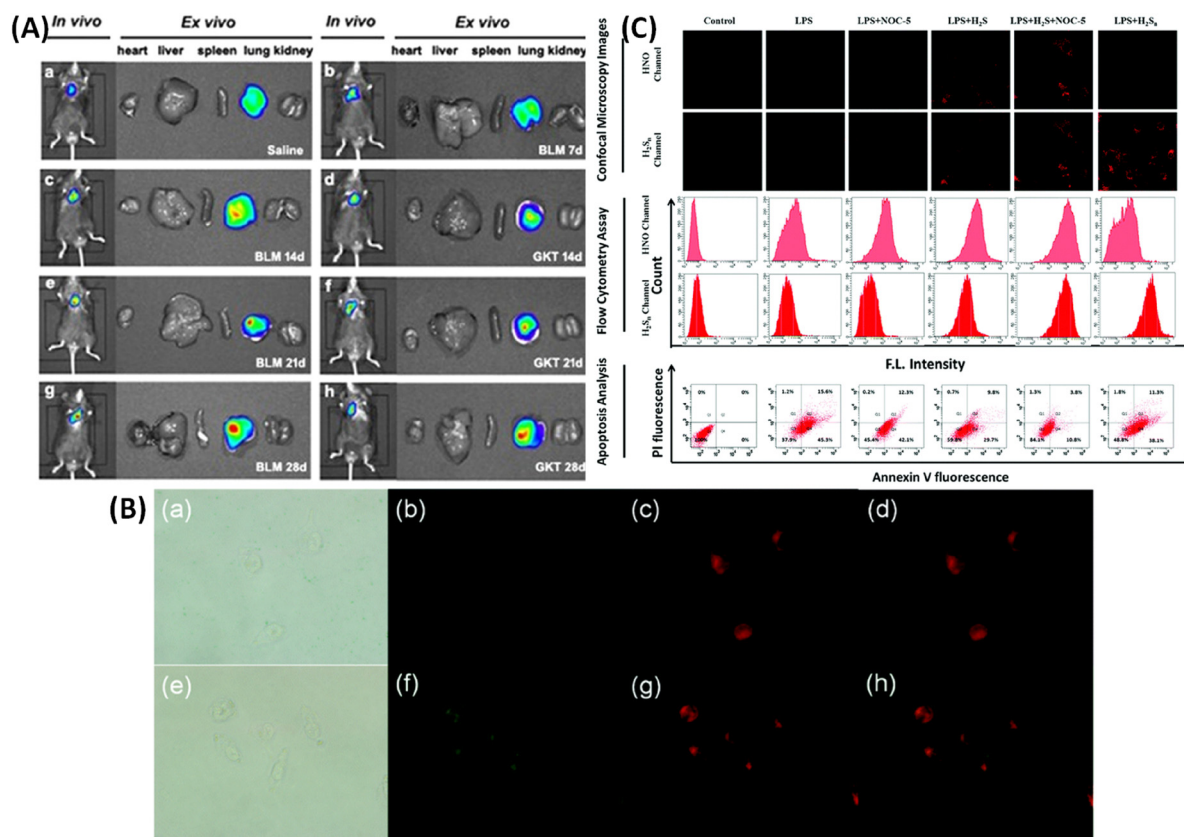 (A)
In vivo Ex vivo In vivo Ex vivo
heart liver spleen lung kidney heart liver spleen lung kidney
a
Saline
b
BLM 7d
c
BLM 14d
d
GKT 14d
e
BLM 21d
f
GKT 21d
g
BLM 28d
h
GKT 28d
(C)
Control LPS LPS+NOC-5 LPS+H₂S LPS+H₂S+NOC-5 LPS+H₂Sₙ
Confocal Microscopy Images
HNO
Channel
H₂Sₙ
Channel
Flow Cytometry Assay
Count
HNO Channel
H₂Sₙ Channel
F.L. Intensity
Apoptosis Analysis
PI fluorescence
0% 0% 1.1% 15.6% 0.2% 12.3% 0.7% 9.8% 1.3% 3.8% 1.8% 11.3%
100% 37.9% 45.3% 45.4% 42.1% 59.8% 29.7% 84.1% 10.8% 48.8% 38.1%
Annexin V fluorescence
(B)
(a) (b) (c) (d)
(e) (f) (g) (h)